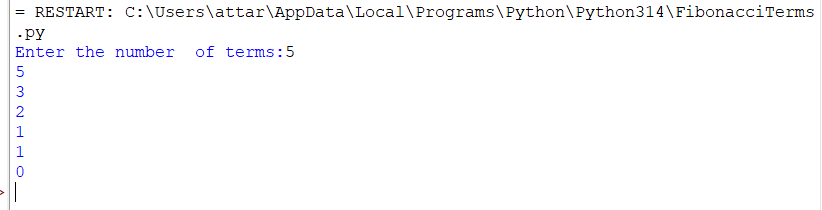 = RESTART: C:\Users\attar\AppData\Local\Programs\Python\Python314\FibonacciTerms
.py
Enter the number  of terms:5
5
3
2
1
1
0
>